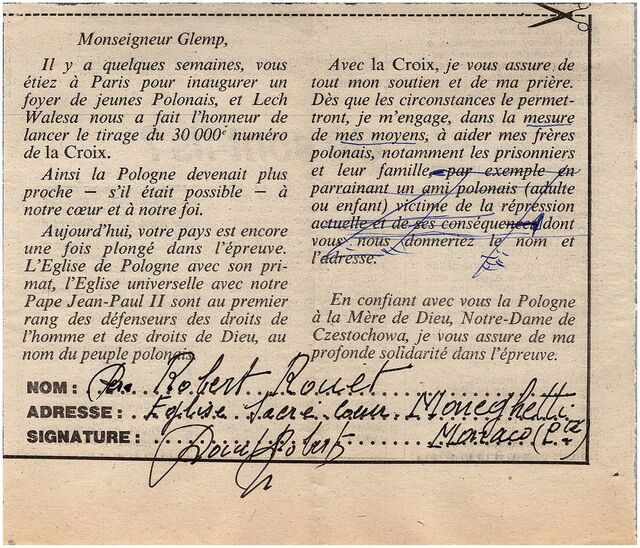 Monseigneur Glemp,
Il y a quelques semaines, vous
étiez à Paris pour inaugurer un
foyer de jeunes Polonais, et Lech
Walesa nous a fait l'honneur de
lancer le tirage du 30 000e numéro
de la Croix.
Ainsi la Pologne devenait plus
proche — s'il était possible — à
notre cœur et à notre foi.
Aujourd'hui, votre pays est encore
une fois plongé dans l'épreuve.
L'Eglise de Pologne avec son pri-
mat, l'Eglise universelle avec notre
Pape Jean-Paul II sont au premier
rang des défenseurs des droits de
l'homme et des droits de Dieu, au
nom du peuple polonais.
Avec la Croix, je vous assure de
tout mon soutien et de ma prière.
Dès que les circonstances le permet-
tront, je m'engage, dans la mesure
de mes moyens, à aider mes frères
polonais, notamment les prisonniers
et leur famille, par exemple en
parrainant un ami polonais (adulte
ou enfant) victime de la répression
actuelle et de ses conséquences dont
vous nous donneriez le nom et
l'adresse.
En confiant avec vous la Pologne
à la Mère de Dieu, Notre-Dame de
Czestochowa, je vous assure de ma
profonde solidarité dans l'épreuve.
NOM: Robert Rouet
ADRESSE: Eglise Sacré Cœur Moneghetti
SIGNATURE: Robert Monaco (Pté)